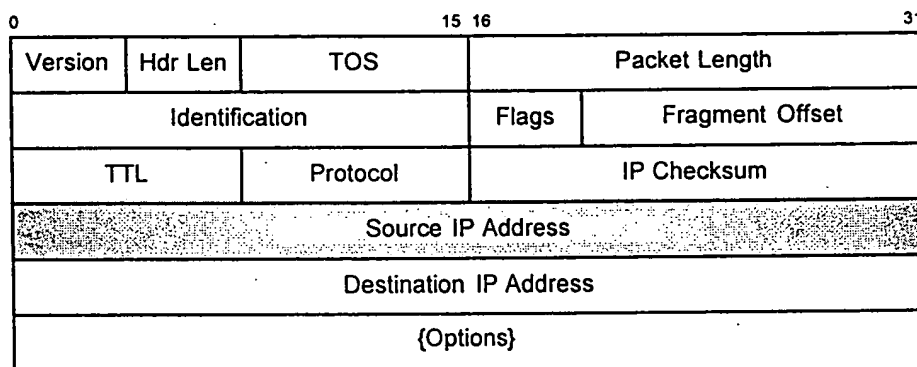 0 15 16 31
Version Hdr Len TOS Packet Length
Identification Flags Fragment Offset
TTL Protocol IP Checksum
Source IP Address
Destination IP Address
{Options}